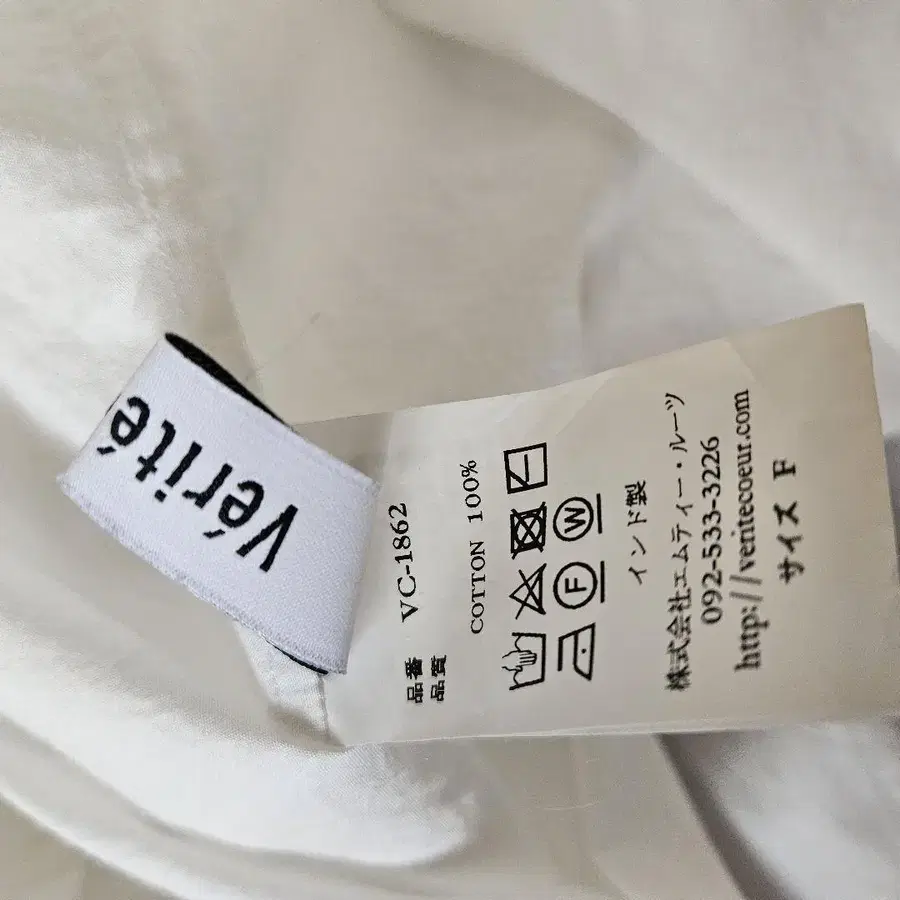 Vérité
品番 VC-1862
品質
COTTON 100%
F W
インド製
株式会社エムティー・ルーツ
092-533-3226
http://veritecoeur.com
サイズ F